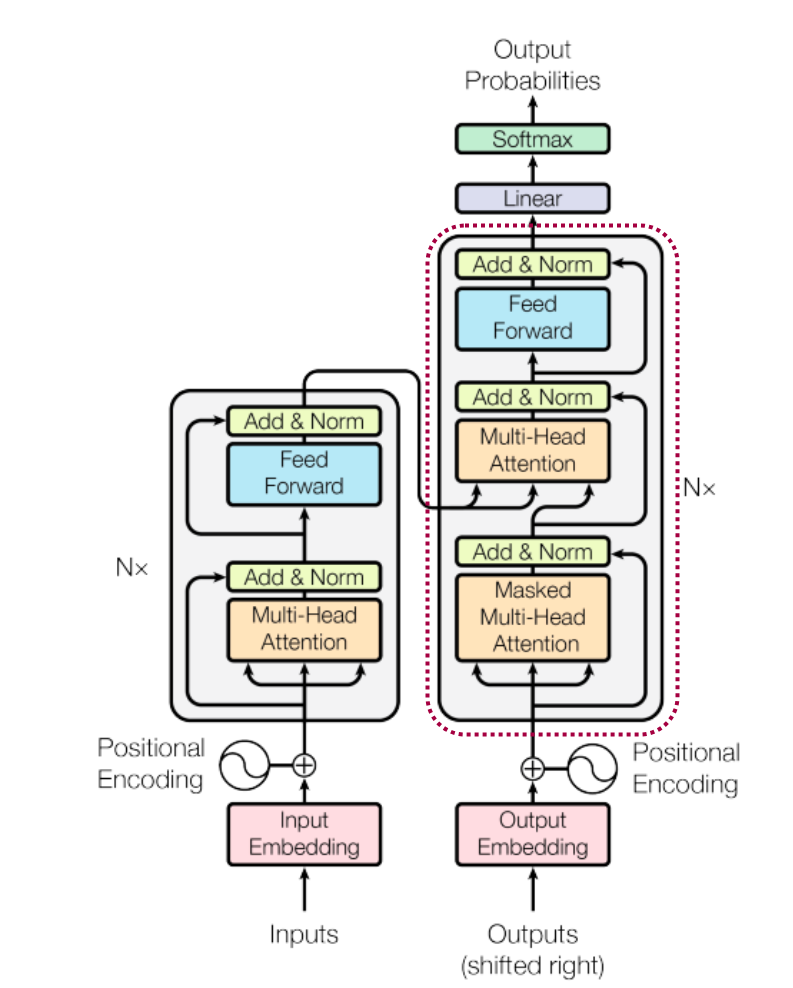 Output
Probabilities
Softmax
Linear
Add & Norm
Feed
Forward
Add & Norm
Multi-Head
Attention
Nx
Add & Norm
Masked
Multi-Head
Attention
Add & Norm
Feed
Forward
Nx
Add & Norm
Multi-Head
Attention
Positional
Encoding
Positional
Encoding
Input
Embedding
Output
Embedding
Inputs
Outputs
(shifted right)